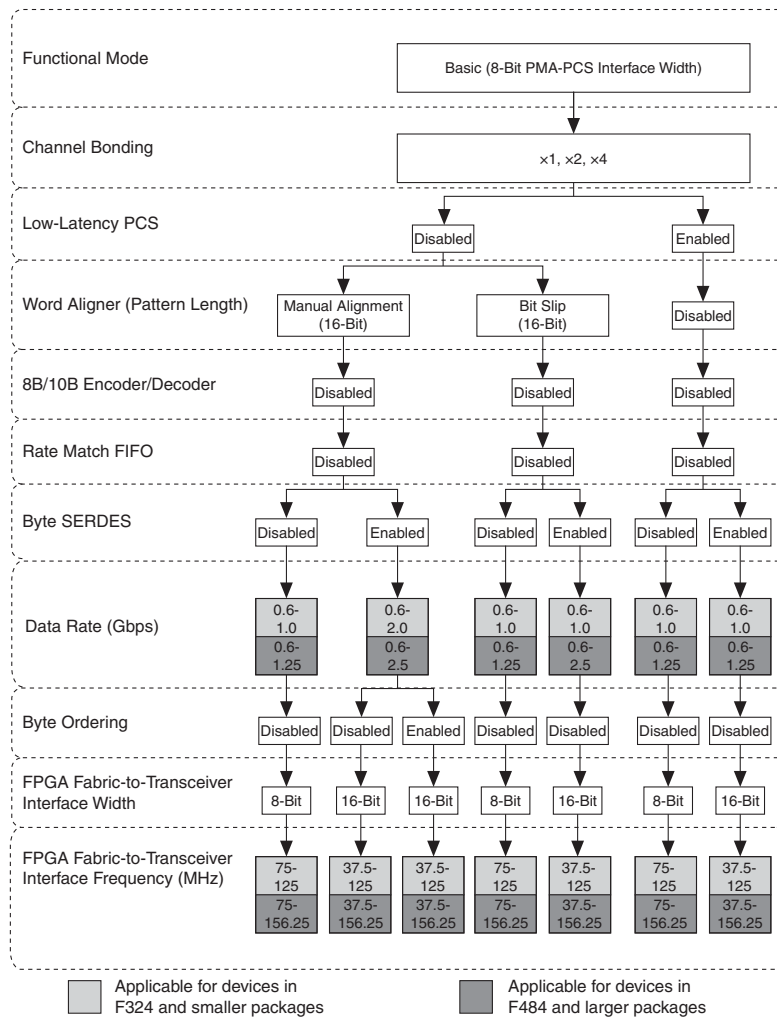 Functional Mode
Basic (8-Bit PMA-PCS Interface Width)
Channel Bonding
×1, ×2, ×4
Low-Latency PCS
Disabled
Enabled
Word Aligner (Pattern Length)
Manual Alignment
(16-Bit)
Bit Slip
(16-Bit)
Disabled
8B/10B Encoder/Decoder
Disabled
Disabled
Disabled
Rate Match FIFO
Disabled
Disabled
Disabled
Byte SERDES
Disabled
Enabled
Disabled
Enabled
Disabled
Enabled
Data Rate (Gbps)
0.6-
1.0
0.6-
1.25
0.6-
2.0
0.6-
2.5
0.6-
1.0
0.6-
1.25
0.6-
1.0
0.6-
2.5
0.6-
1.0
0.6-
1.25
0.6-
1.0
0.6-
1.25
Byte Ordering
Disabled
Disabled
Enabled
Disabled
Disabled
Disabled
Disabled
FPGA Fabric-to-Transceiver
Interface Width
8-Bit
16-Bit
16-Bit
8-Bit
16-Bit
8-Bit
16-Bit
FPGA Fabric-to-Transceiver
Interface Frequency (MHz)
75-
125
75-
156.25
37.5-
125
37.5-
156.25
37.5-
125
37.5-
156.25
75-
125
75-
156.25
37.5-
125
37.5-
156.25
75-
125
75-
156.25
37.5-
125
37.5-
156.25
Applicable for devices in
F324 and smaller packages
Applicable for devices in
F484 and larger packages